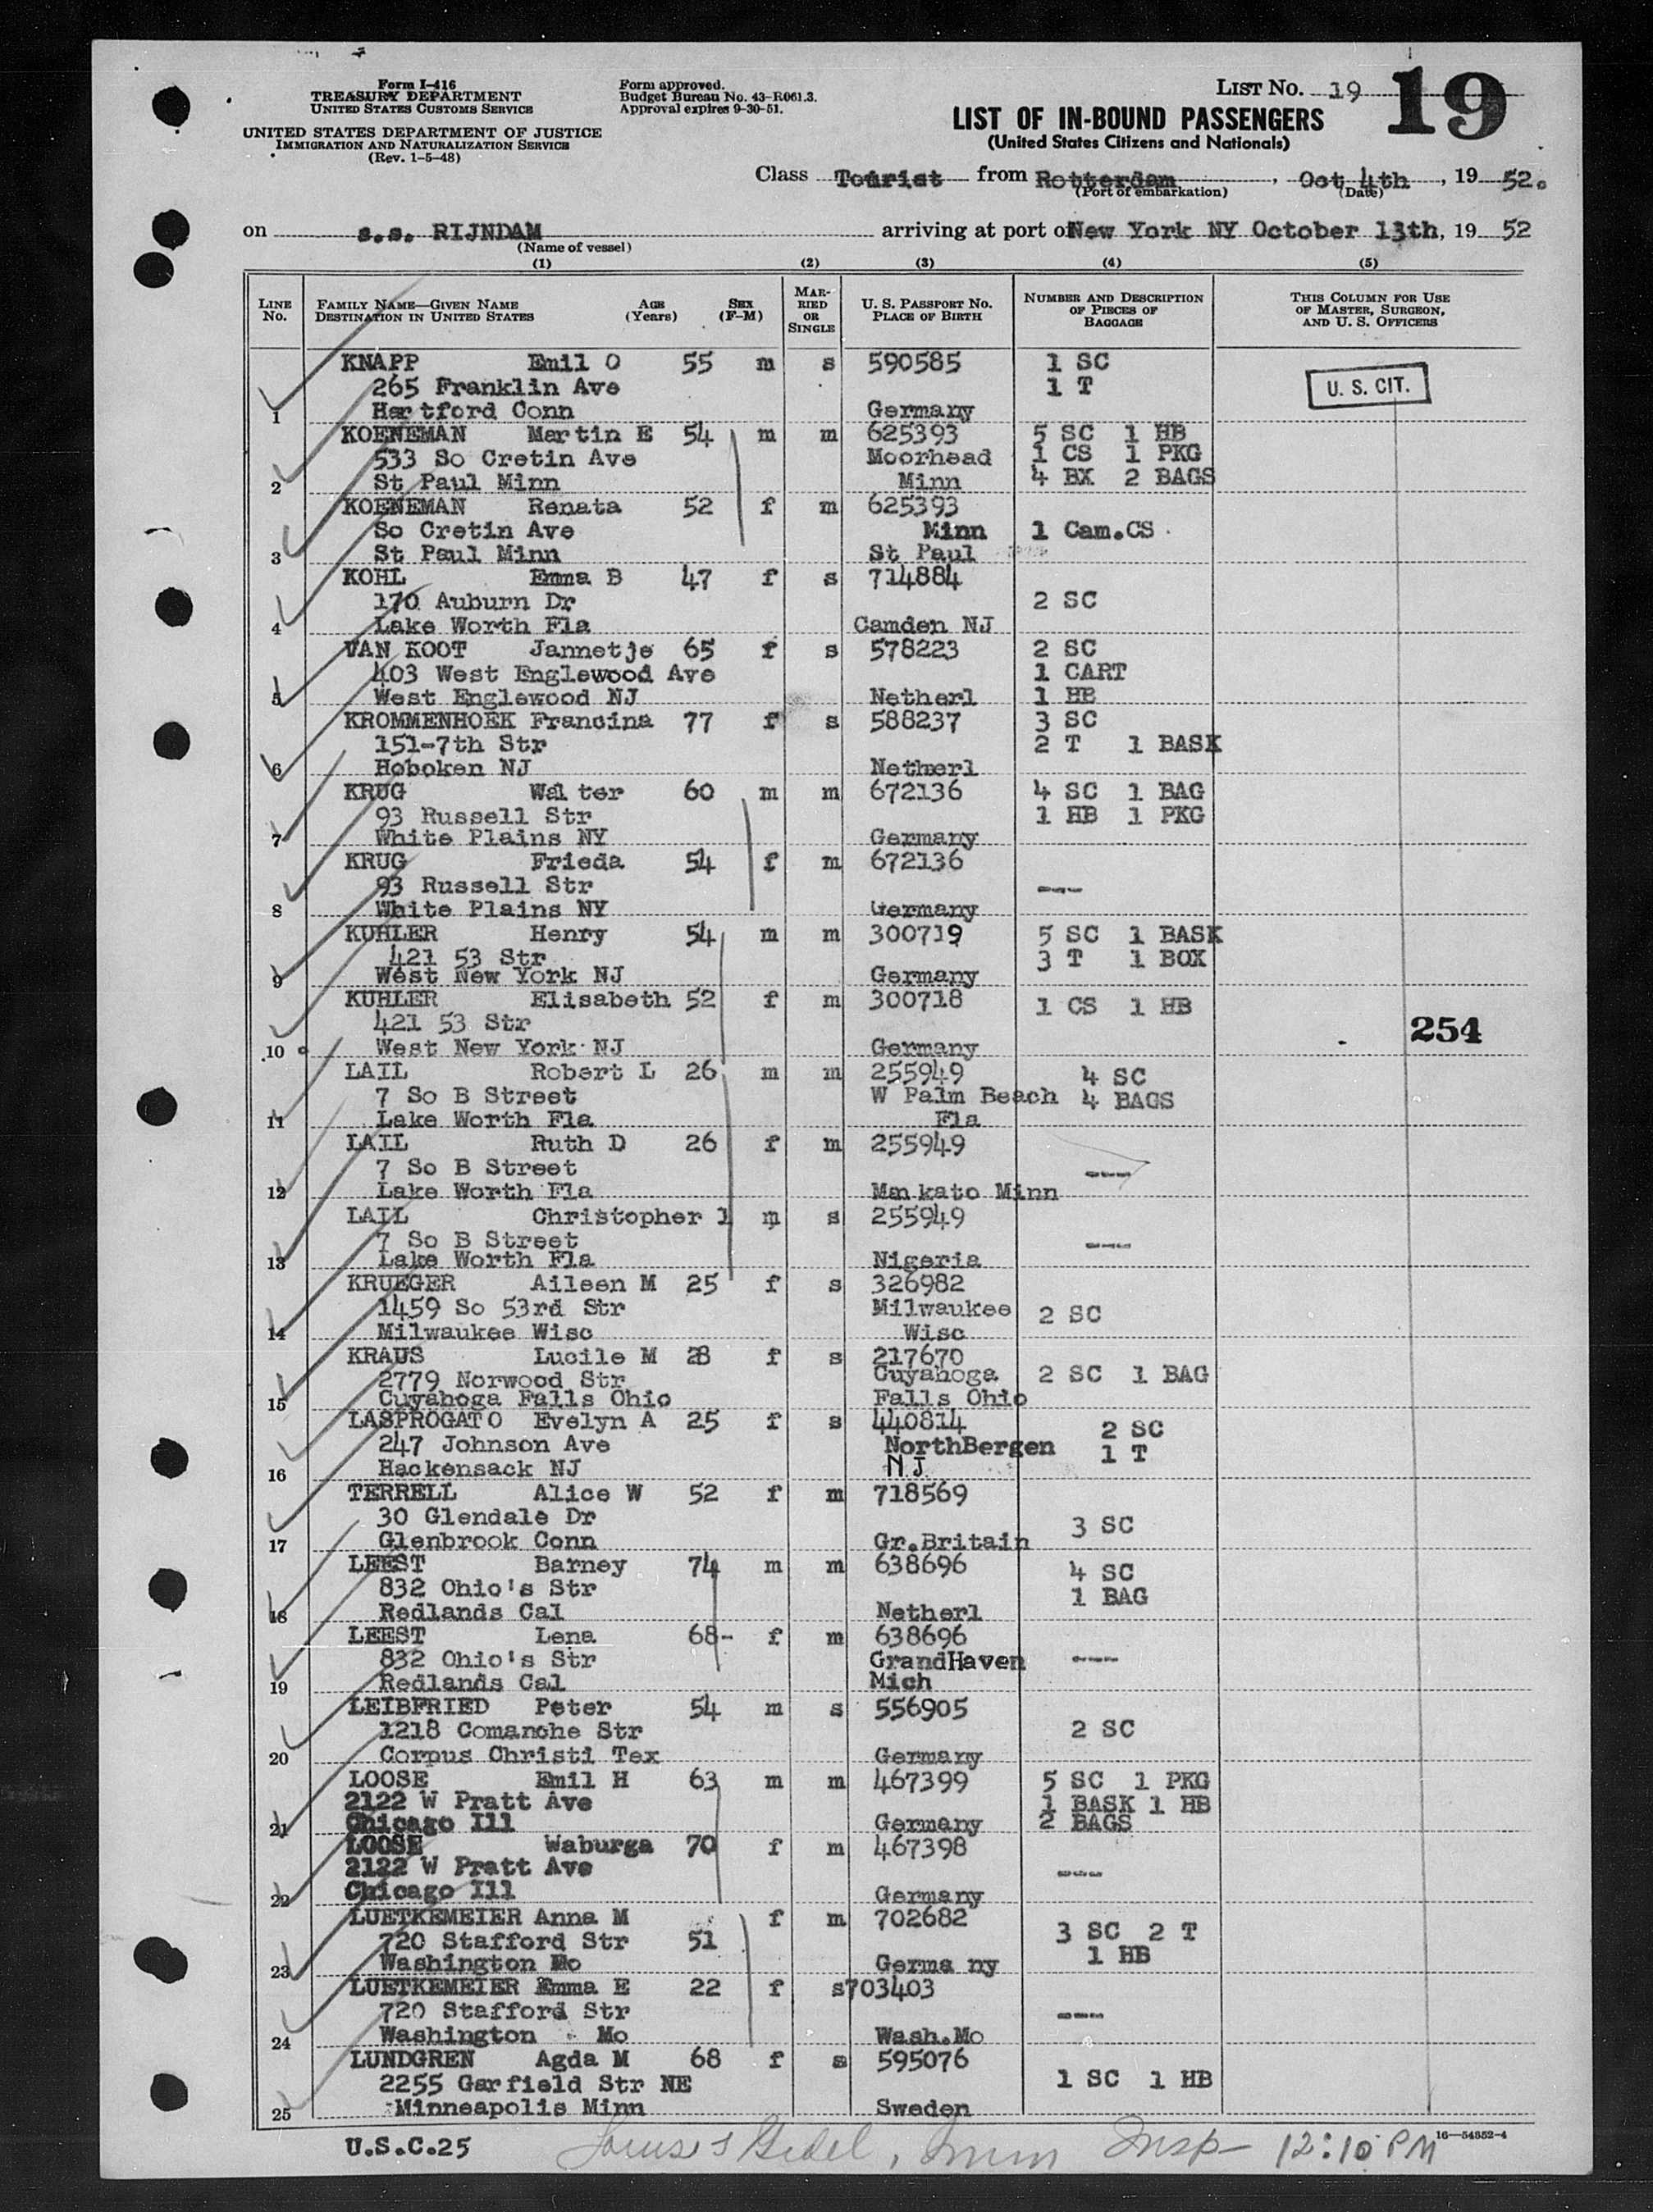 Form I-416
TREASURY DEPARTMENT
UNITED STATES CUSTOMS SERVICE
UNITED STATES DEPARTMENT OF JUSTICE
IMMIGRATION AND NATURALIZATION SERVICE
(Rev. 1-5-48)
Form approved.
Budget Bureau No. 43-R061.3.
Approval expires 9-30-51.
LIST NO. 19 19
LIST OF IN-BOUND PASSENGERS
(United States Citizens and Nationals)
Class Tourist from Rotterdam, Oct 4th, 19 52.
(Port of embarkation) (Date)
on s.s. RIJNDAM arriving at port of New York NY October 13th, 19 52
(Name of vessel)
(1) (2) (3) (4) (5)
LINE NO. FAMILY NAME—GIVEN NAME DESTINATION IN UNITED STATES AGE (Years) SEX (F-M) MARRIED OR SINGLE U. S. PASSPORT NO. PLACE OF BIRTH NUMBER AND DESCRIPTION OF PIECES OF BAGGAGE THIS COLUMN FOR USE OF MASTER, SURGEON, AND U. S. OFFICERS
KNAPP Emil O 55 m s 590585 1 SC
265 Franklin Ave 1 T U. S. CIT.
1 Hartford Conn Germany
KOENEMAN Martin E 54 m m 625393 5 SC 1 HB
533 So Cretin Ave Moorhead 1 CS 1 PKG
2 St Paul Minn Minn 4 BX 2 BAGS
KOENEMAN Renata 52 f m 625393
So Cretin Ave Minn 1 Cam.CS
3 St Paul Minn St Paul
KOHL Emma B 47 f s 714884
170 Auburn Dr 2 SC
4 Lake Worth Fla Camden NJ
VAN KOOT Jannetje 65 f s 578223 2 SC
403 West Englewood Ave 1 CART
5 West Englewood NJ Netherl 1 HB
KROMMENHOEK Francina 77 f s 588237 3 SC
151-7th Str 2 T 1 BASK
6 Hoboken NJ Netherl
KRUG Walter 60 m m 672136 4 SC 1 BAG
93 Russell Str 1 HB 1 PKG
7 White Plains NY Germany
KRUG Frieda 54 f m 672136
93 Russell Str ---
8 White Plains NY Germany
KUHLER Henry 54 m m 300719 5 SC 1 BASK
421 53 Str 3 T 1 BOX
9 West New York NJ Germany
KUHLER Elisabeth 52 f m 300718 1 CS 1 HB
421 53 Str 254
10 West New York NJ Germany
LAIL Robert L 26 m m 255949 4 SC
7 So B Street W Palm Beach 4 BAGS
11 Lake Worth Fla Fla
LAIL Ruth D 26 f m 255949
7 So B Street ---
12 Lake Worth Fla Mankato Minn
LAIL Christopher 1 m s 255949
7 So B Street ---
13 Lake Worth Fla Nigeria
KRUEGER Aileen M 25 f s 326982
1459 So 53rd Str Milwaukee 2 SC
14 Milwaukee Wisc Wisc
KRAUS Lucile M 28 f s 217670
2779 Norwood Str Cuyahoga 2 SC 1 BAG
15 Cuyahoga Falls Ohio Falls Ohio
LASPROGATO Evelyn A 25 f s 440814 2 SC
247 Johnson Ave NorthBergen 1 T
16 Hackensack NJ NJ
TERRELL Alice W 52 f m 718569
30 Glendale Dr 3 SC
17 Glenbrook Conn Gr.Britain
LEEST Barney 74 m m 638696 4 SC
832 Ohio's Str 1 BAG
18 Redlands Cal Netherl
LEEST Lena 68- f m 638696
832 Ohio's Str GrandHaven ---
19 Redlands Cal Mich
LEIBFRIED Peter 54 m s 556905
1218 Comanche Str 2 SC
20 Corpus Christi Tex Germany
LOOSE Emil H 63 m m 467399 5 SC 1 PKG
2122 W Pratt Ave 1 BASK 1 HB
21 Chicago Ill Germany 2 BAGS
LOOSE Waburga 70 f m 467398
2122 W Pratt Ave ---
22 Chicago Ill Germany
LUETKEMEIER Anna M f m 702682 3 SC 2 T
720 Stafford Str 51 1 HB
23 Washington Mo Germany
LUETKEMEIER Emma E 22 f s 703403
720 Stafford Str ---
24 Washington Mo Wash.Mo
LUNDGREN Agda M 68 f s 595076
2255 Garfield Str NE 1 SC 1 HB
25 Minneapolis Minn Sweden
U.S.C.25 Imm Insp 12:10 PM 16—54852-4